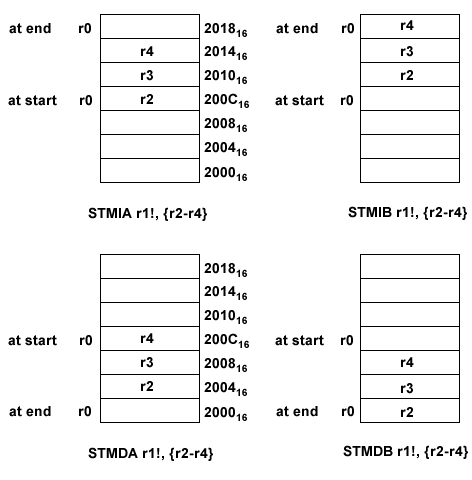 at end r0 2018₁₆ at end r0 r4
r4 2014₁₆ r3
r3 2010₁₆ r2
at start r0 r2 200C₁₆ at start r0
2008₁₆
2004₁₆
2000₁₆
STMIA r1!, {r2-r4} STMIB r1!, {r2-r4}
2018₁₆
2014₁₆
2010₁₆
at start r0 r4 200C₁₆ at start r0
r3 2008₁₆ r4
r2 2004₁₆ r3
at end r0 2000₁₆ at end r0 r2
STMDA r1!, {r2-r4} STMDB r1!, {r2-r4}